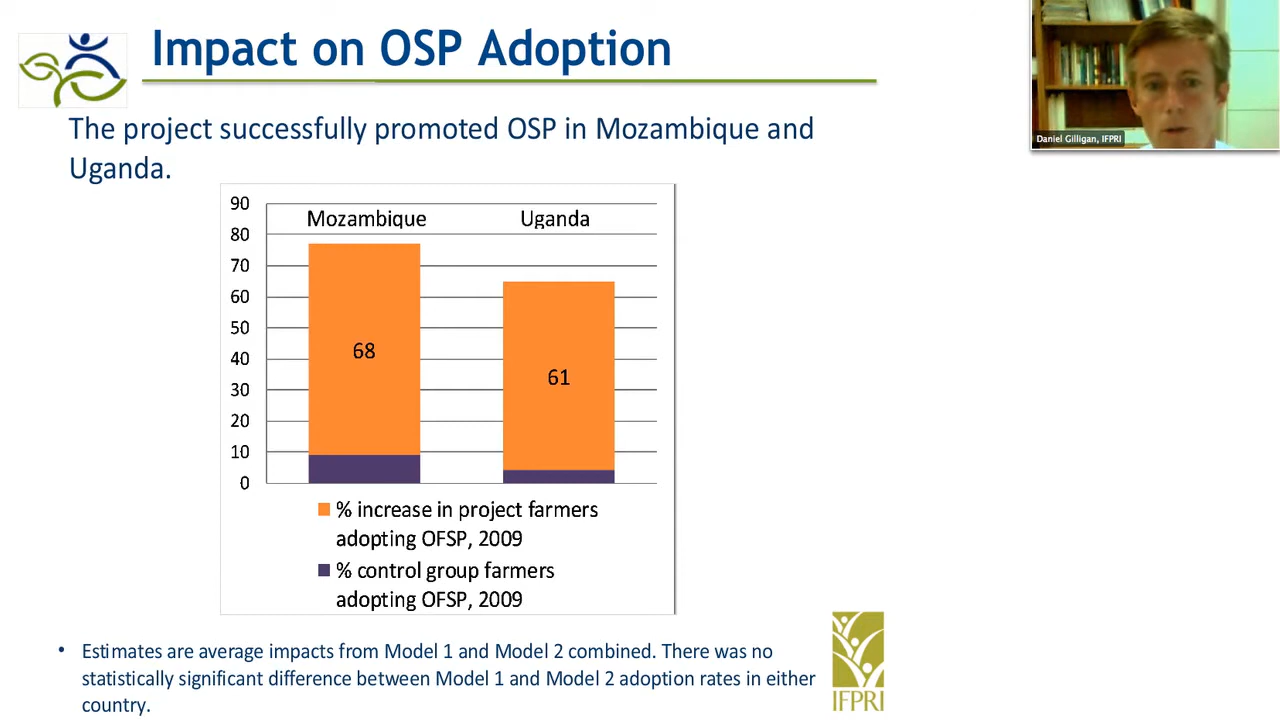 Impact on OSP Adoption
Daniel Gilligan, IFPRI
The project successfully promoted OSP in Mozambique and
Uganda.
90
80
70
60
50
40
30
20
10
0
Mozambique
Uganda
68
61
% increase in project farmers
adopting OFSP, 2009
% control group farmers
adopting OFSP, 2009
• Estimates are average impacts from Model 1 and Model 2 combined. There was no
statistically significant difference between Model 1 and Model 2 adoption rates in either
country.
IFPRI